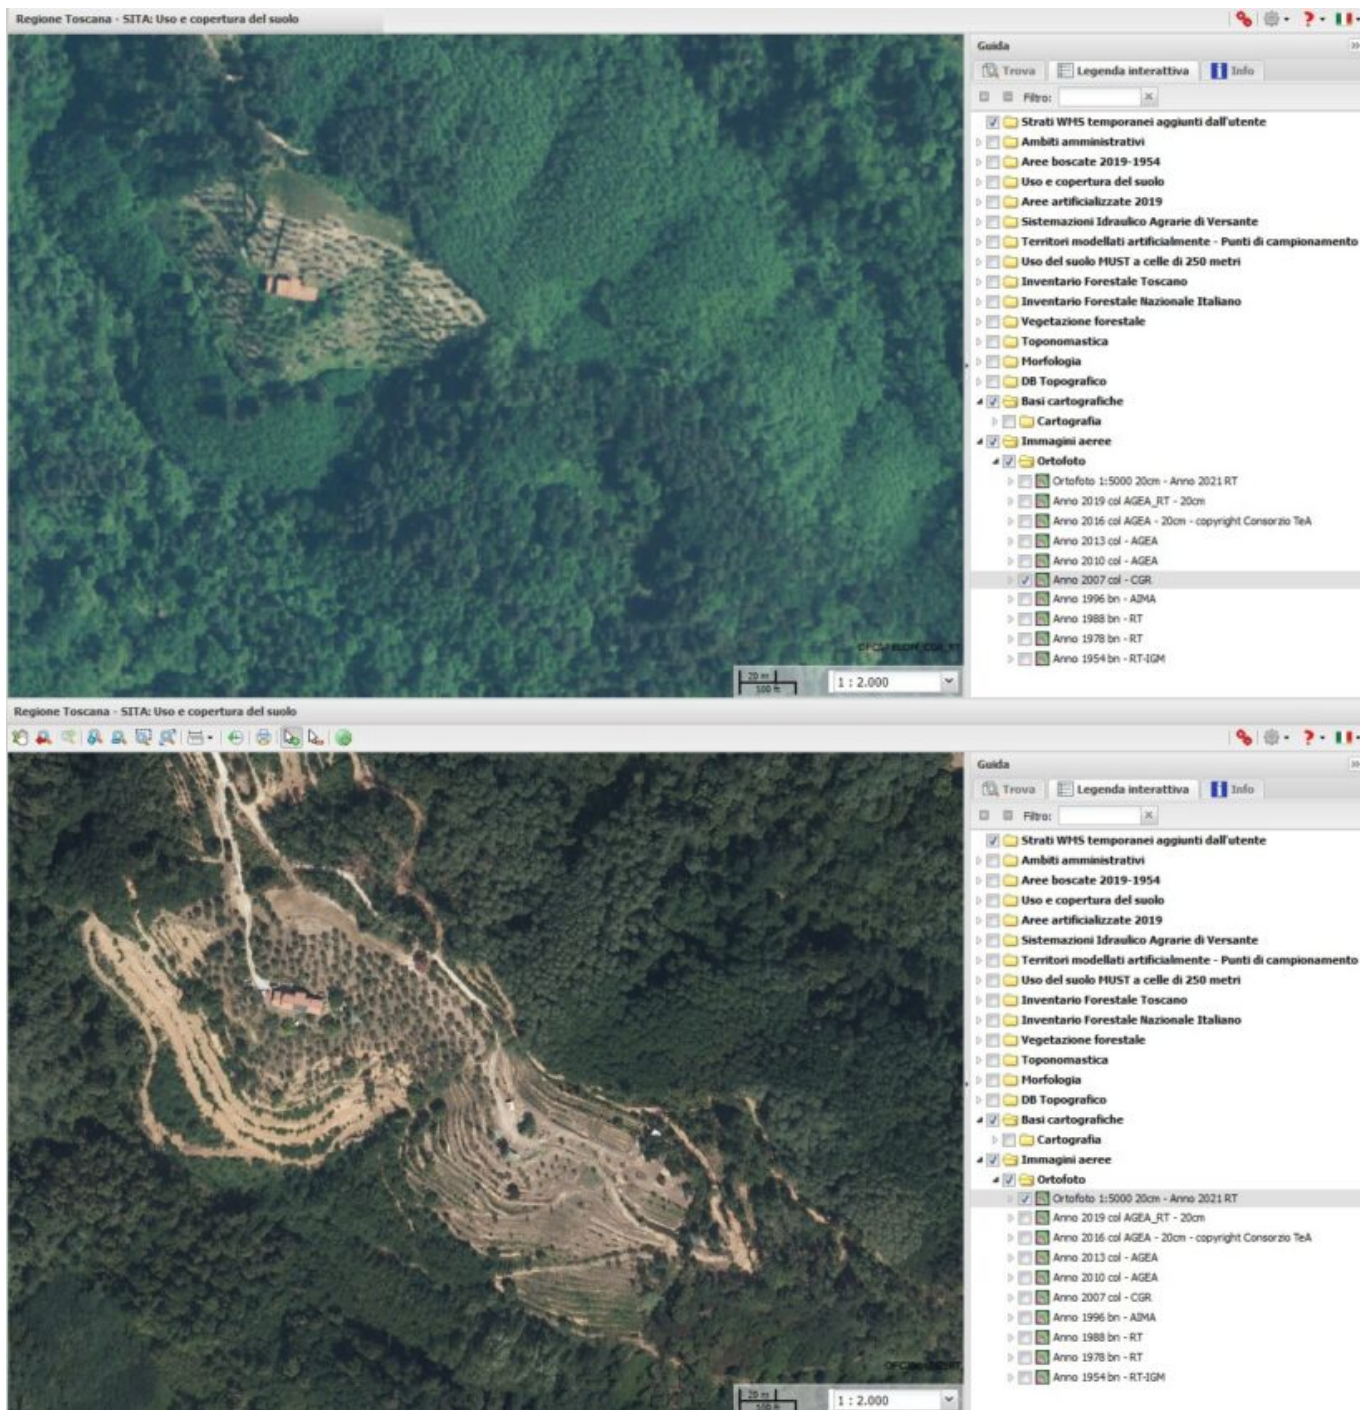 Regione Toscana - SITA: Uso e copertura del suolo
Guida
Trova Legenda interattiva Info
Filtro:
Strati WMS temporanei aggiunti dall'utente
Ambiti amministrativi
Aree boscate 2019-1954
Uso e copertura del suolo
Aree artificializzate 2019
Sistemazioni Idraulico Agrarie di Versante
Territori modellati artificialmente - Punti di campionamento
Uso del suolo MUST a celle di 250 metri
Inventario Forestale Toscano
Inventario Forestale Nazionale Italiano
Vegetazione forestale
Toponomastica
Morfologia
DB Topografico
Basi cartografiche
Cartografia
Immagini aeree
Ortofoto
Ortofoto 1:5000 20cm - Anno 2021 RT
Anno 2019 col AGEA_RT - 20cm
Anno 2016 col AGEA - 20cm - copyright Consorzio TeA
Anno 2013 col - AGEA
Anno 2010 col - AGEA
Anno 2007 col - CGR
Anno 1996 bn - AIMA
Anno 1988 bn - RT
Anno 1978 bn - RT
Anno 1954 bn - RT-IGM
20 m
100 ft
1 : 2.000
Regione Toscana - SITA: Uso e copertura del suolo
Guida
Trova Legenda interattiva Info
Filtro:
Strati WMS temporanei aggiunti dall'utente
Ambiti amministrativi
Aree boscate 2019-1954
Uso e copertura del suolo
Aree artificializzate 2019
Sistemazioni Idraulico Agrarie di Versante
Territori modellati artificialmente - Punti di campionamento
Uso del suolo MUST a celle di 250 metri
Inventario Forestale Toscano
Inventario Forestale Nazionale Italiano
Vegetazione forestale
Toponomastica
Morfologia
DB Topografico
Basi cartografiche
Cartografia
Immagini aeree
Ortofoto
Ortofoto 1:5000 20cm - Anno 2021 RT
Anno 2019 col AGEA_RT - 20cm
Anno 2016 col AGEA - 20cm - copyright Consorzio TeA
Anno 2013 col - AGEA
Anno 2010 col - AGEA
Anno 2007 col - CGR
Anno 1996 bn - AIMA
Anno 1988 bn - RT
Anno 1978 bn - RT
Anno 1954 bn - RT-IGM
20 m
100 ft
1 : 2.000